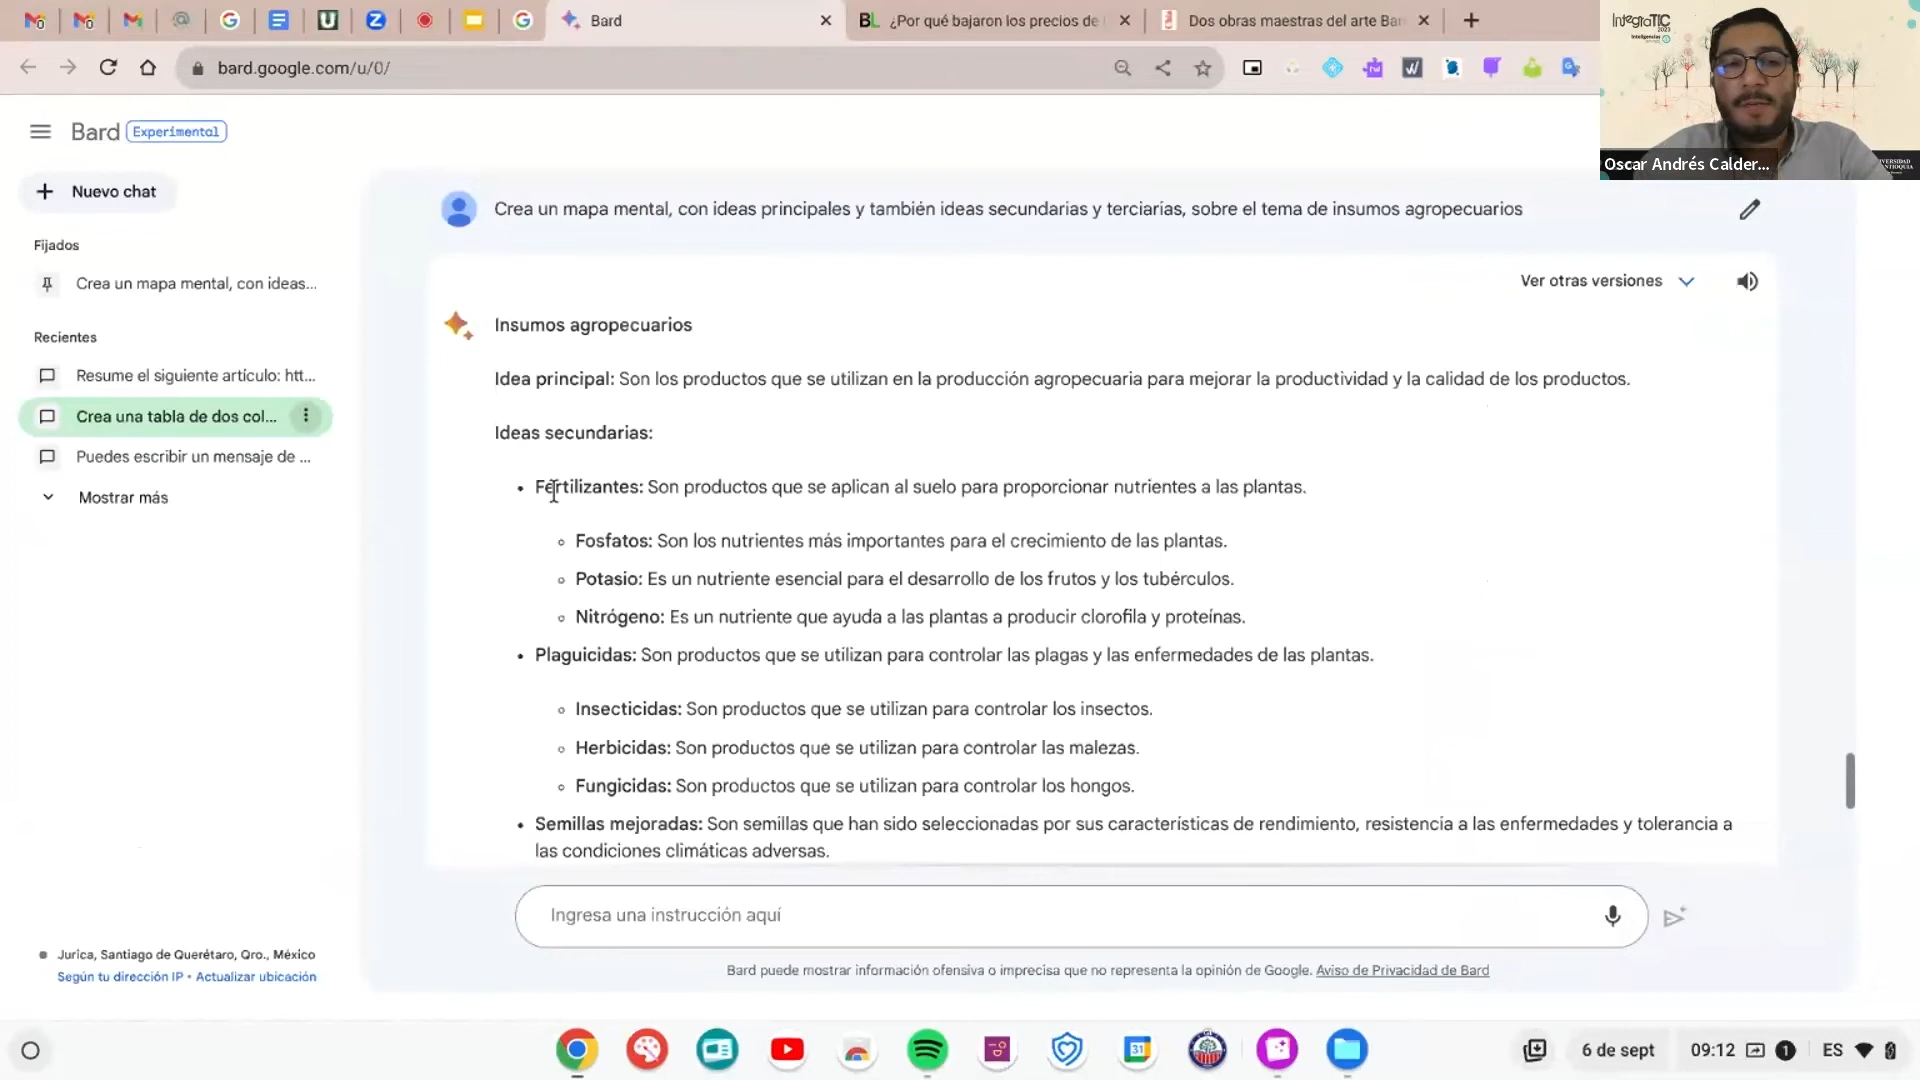 Bard
BL ¿Por qué bajaron los precios de
Dos obras maestras del arte Bar
bard.google.com/u/0/
IntegraTIC
2023
Inteligencias
Oscar Andrés Calder...
Bard Experimental
Nuevo chat
Fijados
Crea un mapa mental, con ideas...
Recientes
Resume el siguiente artículo: htt...
Crea una tabla de dos col...
Puedes escribir un mensaje de ...
Mostrar más
Jurica, Santiago de Querétaro, Qro., México
Según tu dirección IP • Actualizar ubicación
Crea un mapa mental, con ideas principales y también ideas secundarias y terciarias, sobre el tema de insumos agropecuarios
Ver otras versiones
Insumos agropecuarios
Idea principal: Son los productos que se utilizan en la producción agropecuaria para mejorar la productividad y la calidad de los productos.
Ideas secundarias:
• Fertilizantes: Son productos que se aplican al suelo para proporcionar nutrientes a las plantas.
◦ Fosfatos: Son los nutrientes más importantes para el crecimiento de las plantas.
◦ Potasio: Es un nutriente esencial para el desarrollo de los frutos y los tubérculos.
◦ Nitrógeno: Es un nutriente que ayuda a las plantas a producir clorofila y proteínas.
• Plaguicidas: Son productos que se utilizan para controlar las plagas y las enfermedades de las plantas.
◦ Insecticidas: Son productos que se utilizan para controlar los insectos.
◦ Herbicidas: Son productos que se utilizan para controlar las malezas.
◦ Fungicidas: Son productos que se utilizan para controlar los hongos.
• Semillas mejoradas: Son semillas que han sido seleccionadas por sus características de rendimiento, resistencia a las enfermedades y tolerancia a
las condiciones climáticas adversas.
Ingresa una instrucción aquí
Bard puede mostrar información ofensiva o imprecisa que no representa la opinión de Google. Aviso de Privacidad de Bard
31
6 de sept
09:12
1
ES